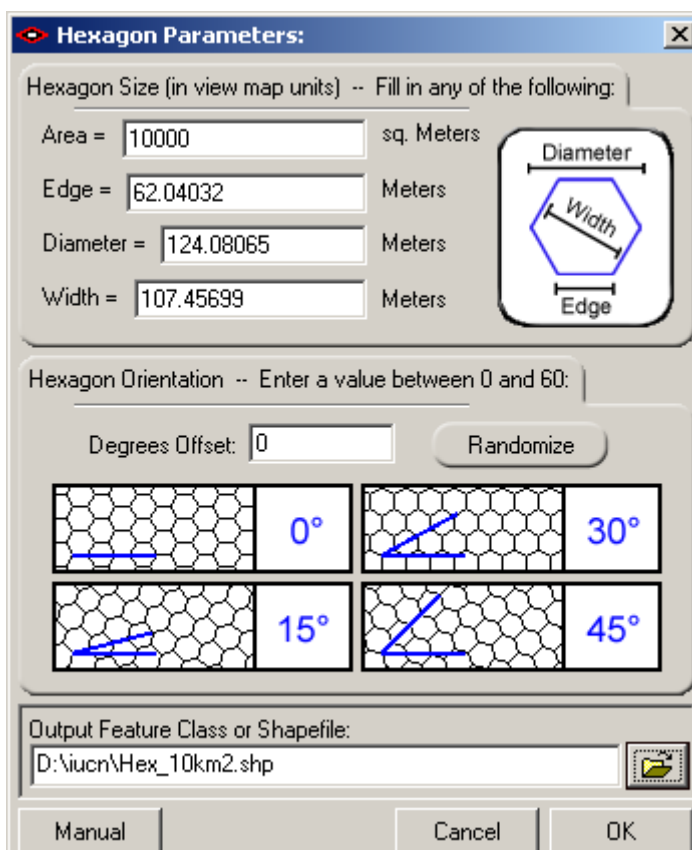 Hexagon Parameters:
Hexagon Size (in view map units) -- Fill in any of the following:
Area = 10000 sq. Meters
Edge = 62.04032 Meters
Diameter = 124.08065 Meters
Width = 107.45699 Meters
Diameter
Width
Edge
Hexagon Orientation -- Enter a value between 0 and 60:
Degrees Offset: 0 Randomize
0° 30°
15° 45°
Output Feature Class or Shapefile:
D:\iucn\Hex_10km2.shp
Manual Cancel OK